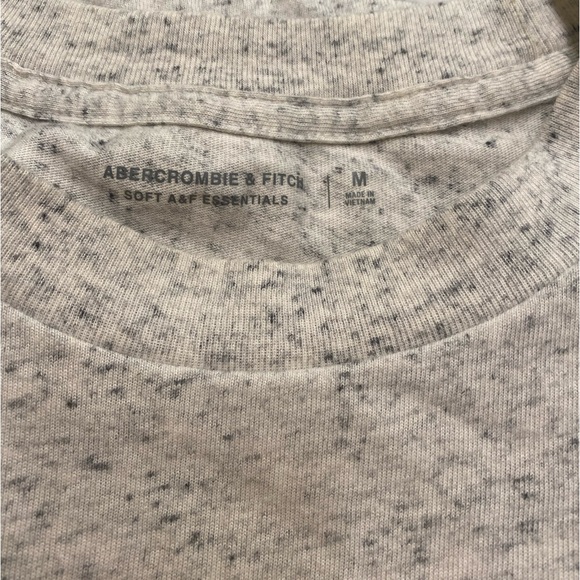 ABERCROMBIE & FITCH
SOFT A&F ESSENTIALS
M
MADE IN
VIETNAM